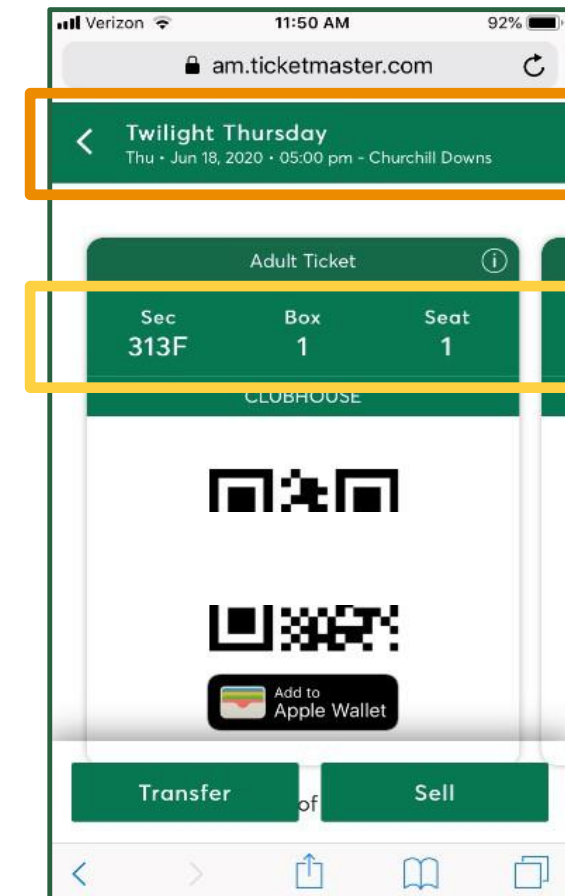 Verizon 11:50 AM 92%
am.ticketmaster.com
Twilight Thursday
Thu • Jun 18, 2020 • 05:00 pm - Churchill Downs
Adult Ticket
Sec Box Seat
313F 1 1
CLUBHOUSE
Add to
Apple Wallet
Transfer of Sell